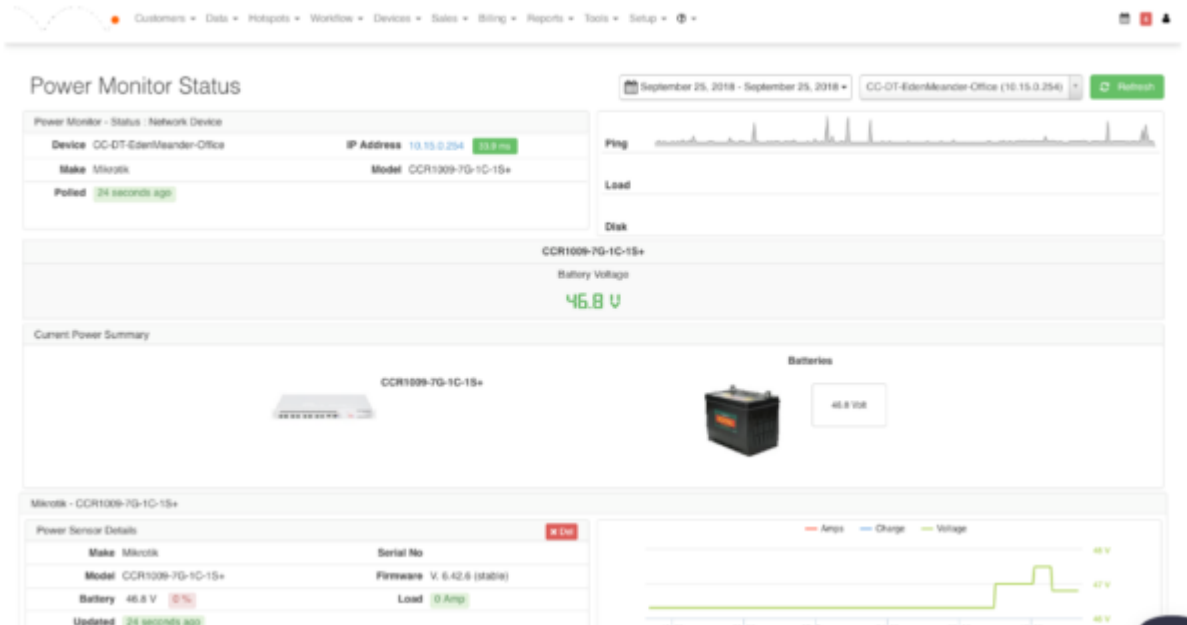 Customers Data Hotspots Workflow Devices Sales Billing Reports Tools Setup
Power Monitor Status
September 25, 2018 - September 25, 2018
CC-DT-EdenMeander-Office (10.15.0.254)
Refresh
Power Monitor - Status : Network Device
Device CC-DT-EdenMeander-Office IP Address 10.15.0.254 33.9 ms
Make Mikrotik Model CCR1009-7G-1C-1S+
Polled 24 seconds ago
Ping
Load
Disk
CCR1009-7G-1C-1S+
Battery Voltage
46.8 V
Current Power Summary
CCR1009-7G-1C-1S+
Batteries
46.8 Volt
Mikrotik - CCR1009-7G-1C-1S+
Power Sensor Details
Del
Make Mikrotik Serial No
Model CCR1009-7G-1C-1S+ Firmware V. 6.42.6 (stable)
Battery 46.8 V 0 % Load 0 Amp
Updated 24 seconds ago
Amps Charge Voltage
48 V
47 V
46 V